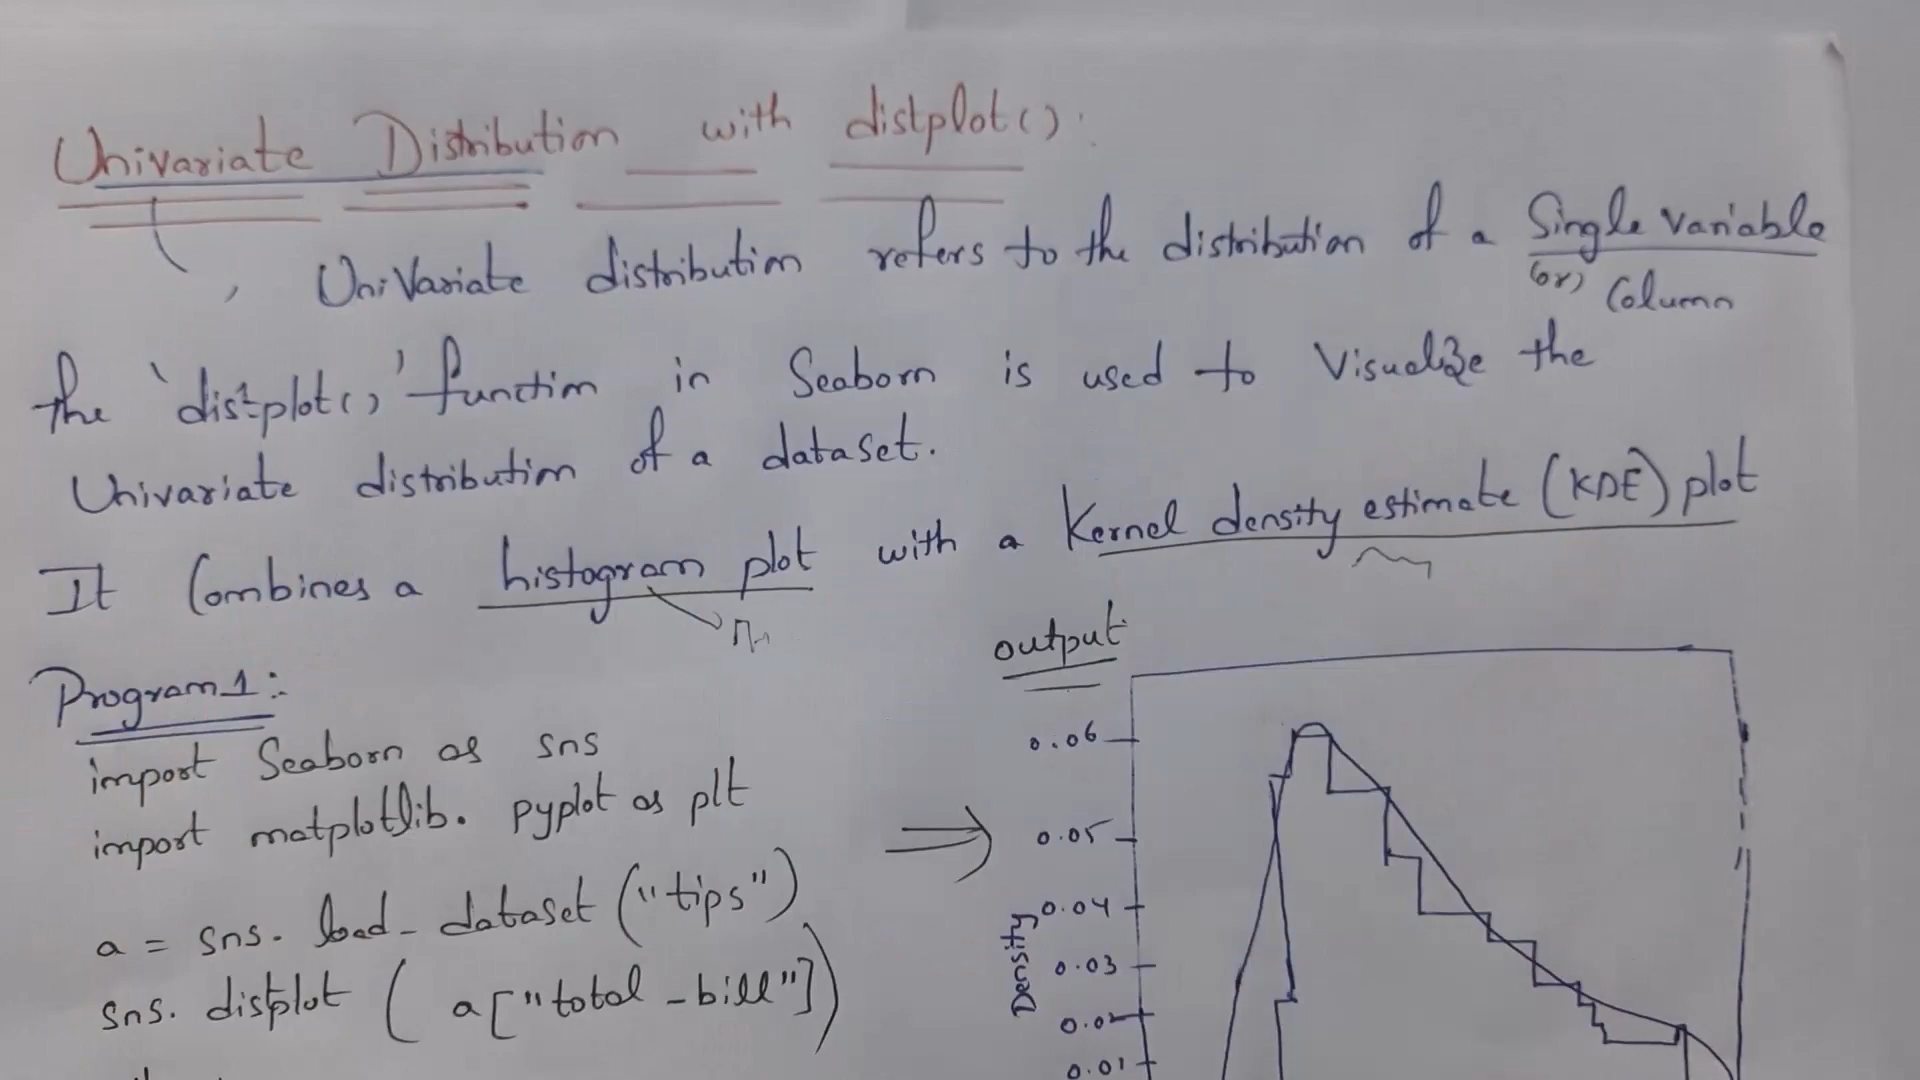 Univariate Distribution with distplot():
Univariate distribution refers to the distribution of a Single Variable
(or) Column
the 'distplot()' function in Seaborn is used to Visualize the
Univariate distribution of a dataset.
It Combines a histogram plot with a Kernel density estimate (KDE) plot
output
Program1:
import Seaborn as sns
import matplotlib. pyplot as plt
a = sns. load_dataset ("tips")
sns. distplot ( a["total_bill"])
0.06
0.05
0.04
0.03
0.02
0.01
Density